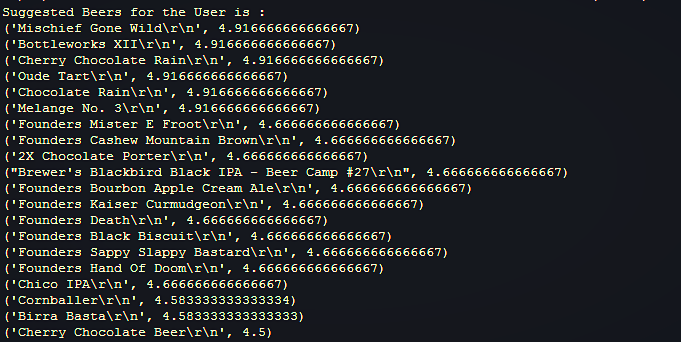 Suggested Beers for the User is :
('Mischief Gone Wild\r\n', 4.916666666666667)
('Bottleworks XII\r\n', 4.916666666666667)
('Cherry Chocolate Rain\r\n', 4.916666666666667)
('Oude Tart\r\n', 4.916666666666667)
('Chocolate Rain\r\n', 4.916666666666667)
('Melange No. 3\r\n', 4.916666666666667)
('Founders Mister E Froot\r\n', 4.666666666666667)
('Founders Cashew Mountain Brown\r\n', 4.666666666666667)
('2X Chocolate Porter\r\n', 4.666666666666667)
("Brewer's Blackbird Black IPA - Beer Camp #27\r\n", 4.666666666666667)
('Founders Bourbon Apple Cream Ale\r\n', 4.666666666666667)
('Founders Kaiser Curmudgeon\r\n', 4.666666666666667)
('Founders Death\r\n', 4.666666666666667)
('Founders Black Biscuit\r\n', 4.666666666666667)
('Founders Sappy Slappy Bastard\r\n', 4.666666666666667)
('Founders Hand Of Doom\r\n', 4.666666666666667)
('Chico IPA\r\n', 4.666666666666667)
('Cornballer\r\n', 4.583333333333334)
('Birra Basta\r\n', 4.583333333333333)
('Cherry Chocolate Beer\r\n', 4.5)